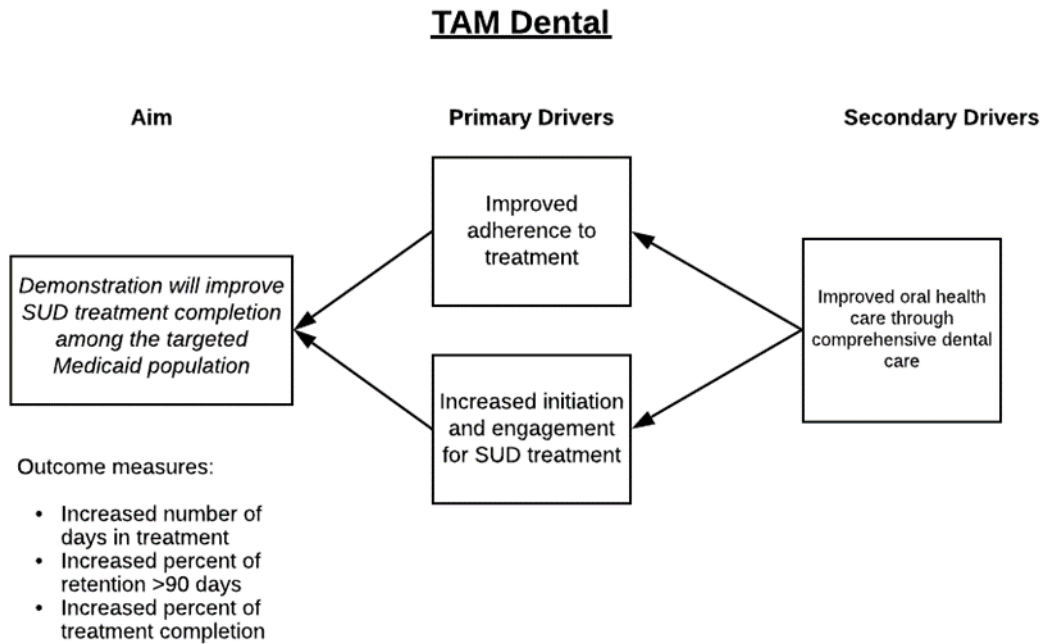 TAM Dental
Aim
Primary Drivers
Secondary Drivers
Improved
adherence to
treatment
Demonstration will improve
SUD treatment completion
among the targeted
Medicaid population
Improved oral health
care through
comprehensive dental
care
Increased initiation
and engagement
for SUD treatment
Outcome measures:
• Increased number of
days in treatment
• Increased percent of
retention >90 days
• Increased percent of
treatment completion